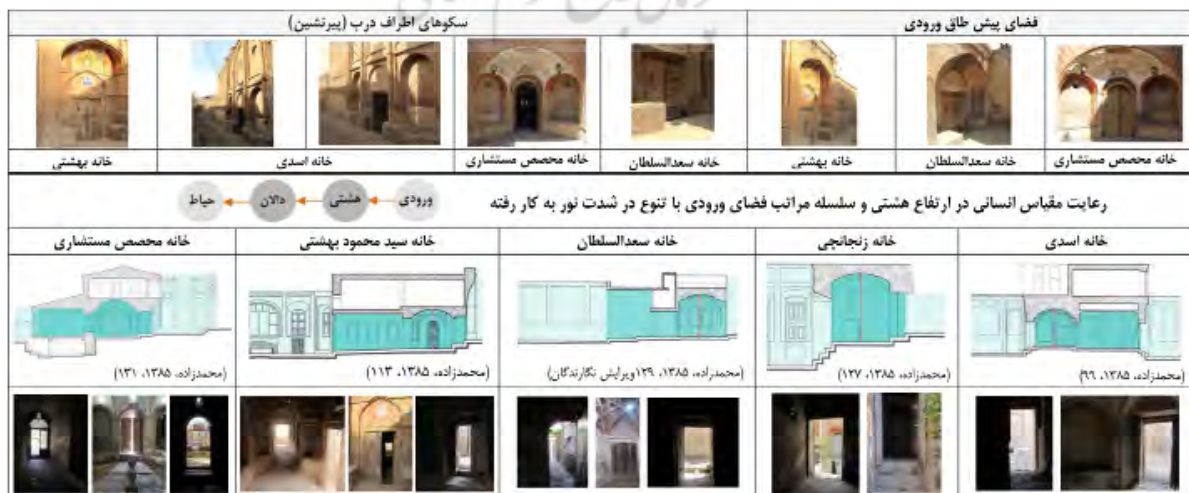 فضای پیش طاق ورودی
سکوهای اطراف درب (پیرنشین)
خانه محصص مستشاری
خانه سعدالسلطان
خانه بهشتی
خانه سعدالسلطان
خانه محصص مستشاری
خانه اسدی
خانه بهشتی
رعایت مقیاس انسانی در ارتفاع هشتی و سلسله مراتب فضای ورودی با تنوع در شدت نور به کار رفته
ورودی
هشتی
دالان
حیاط
خانه اسدی
خانه زنجانچی
خانه سعدالسلطان
خانه سید محمود بهشتی
خانه محصص مستشاری
(محمدزاده، ۱۳۸۵، ۹۶)
(محمدزاده، ۱۳۸۵، ۱۲۷)
(محمدزاده، ۱۳۸۵، ۱۲۹ویرایش نگارندگان)
(محمدزاده، ۱۳۸۵، ۱۱۳)
(محمدزاده، ۱۳۸۵، ۱۳۱)